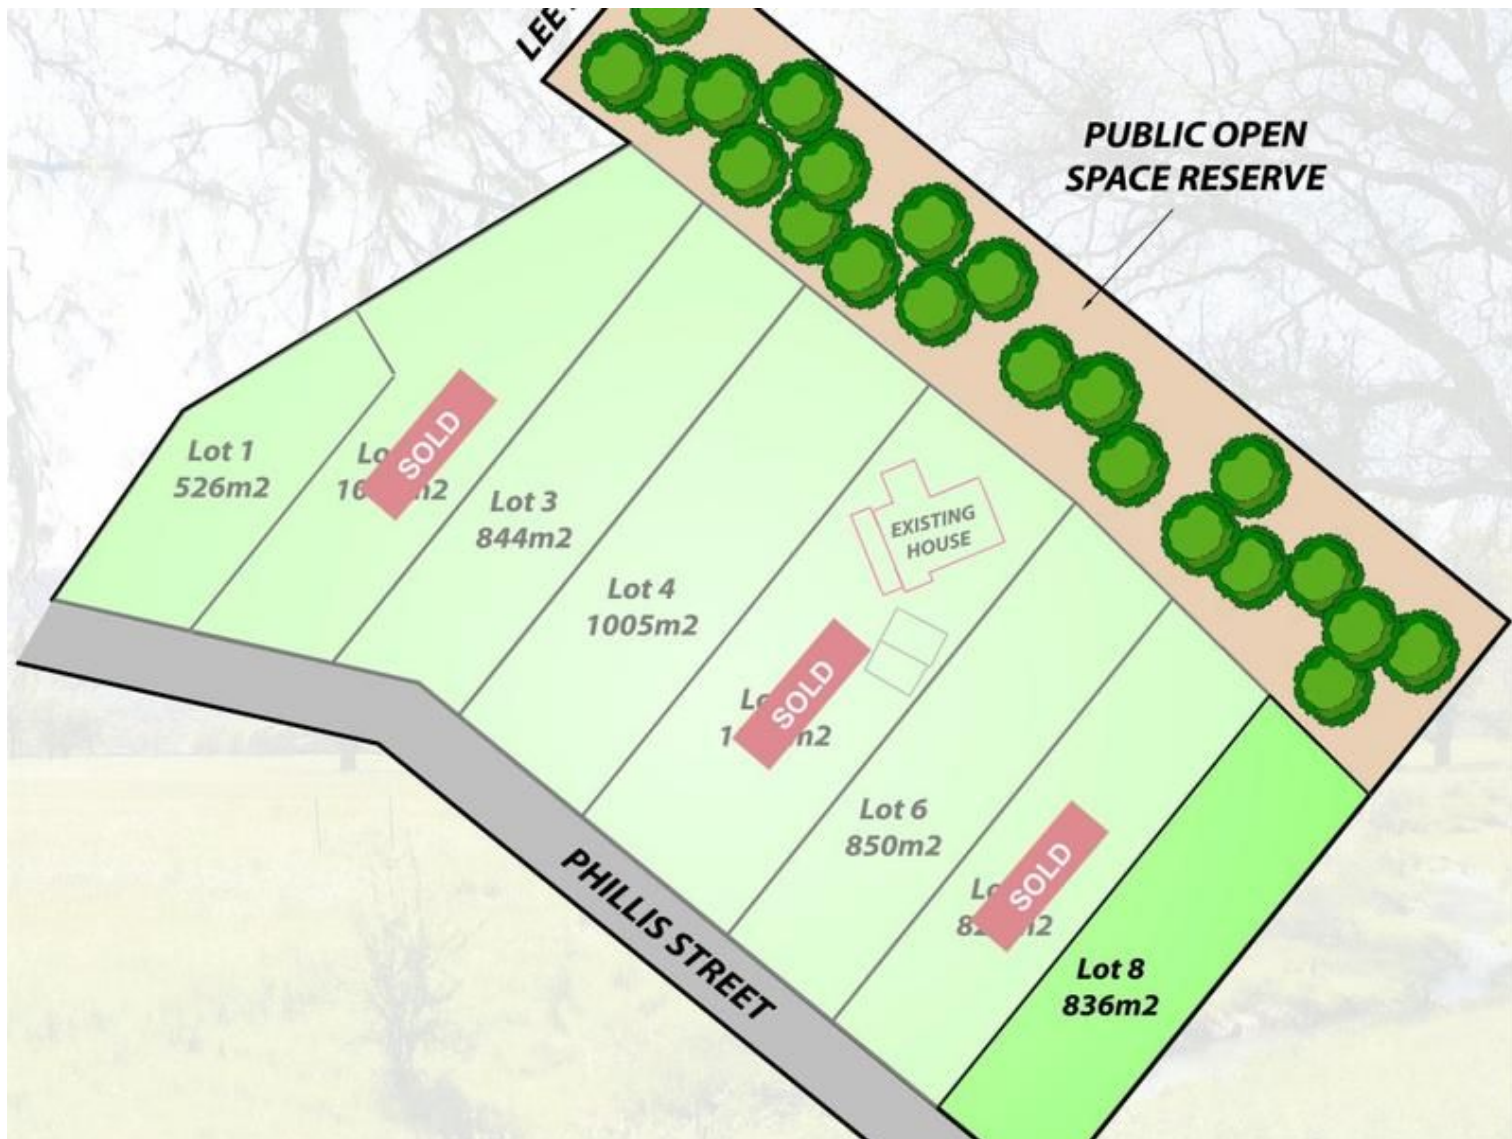 PUBLIC OPEN
SPACE RESERVE
Lot 1
526m2
SOLD
Lot 3
844m2
EXISTING
HOUSE
Lot 4
1005m2
SOLD
Lot 6
850m2
SOLD
PHILLIS STREET
Lot 8
836m2